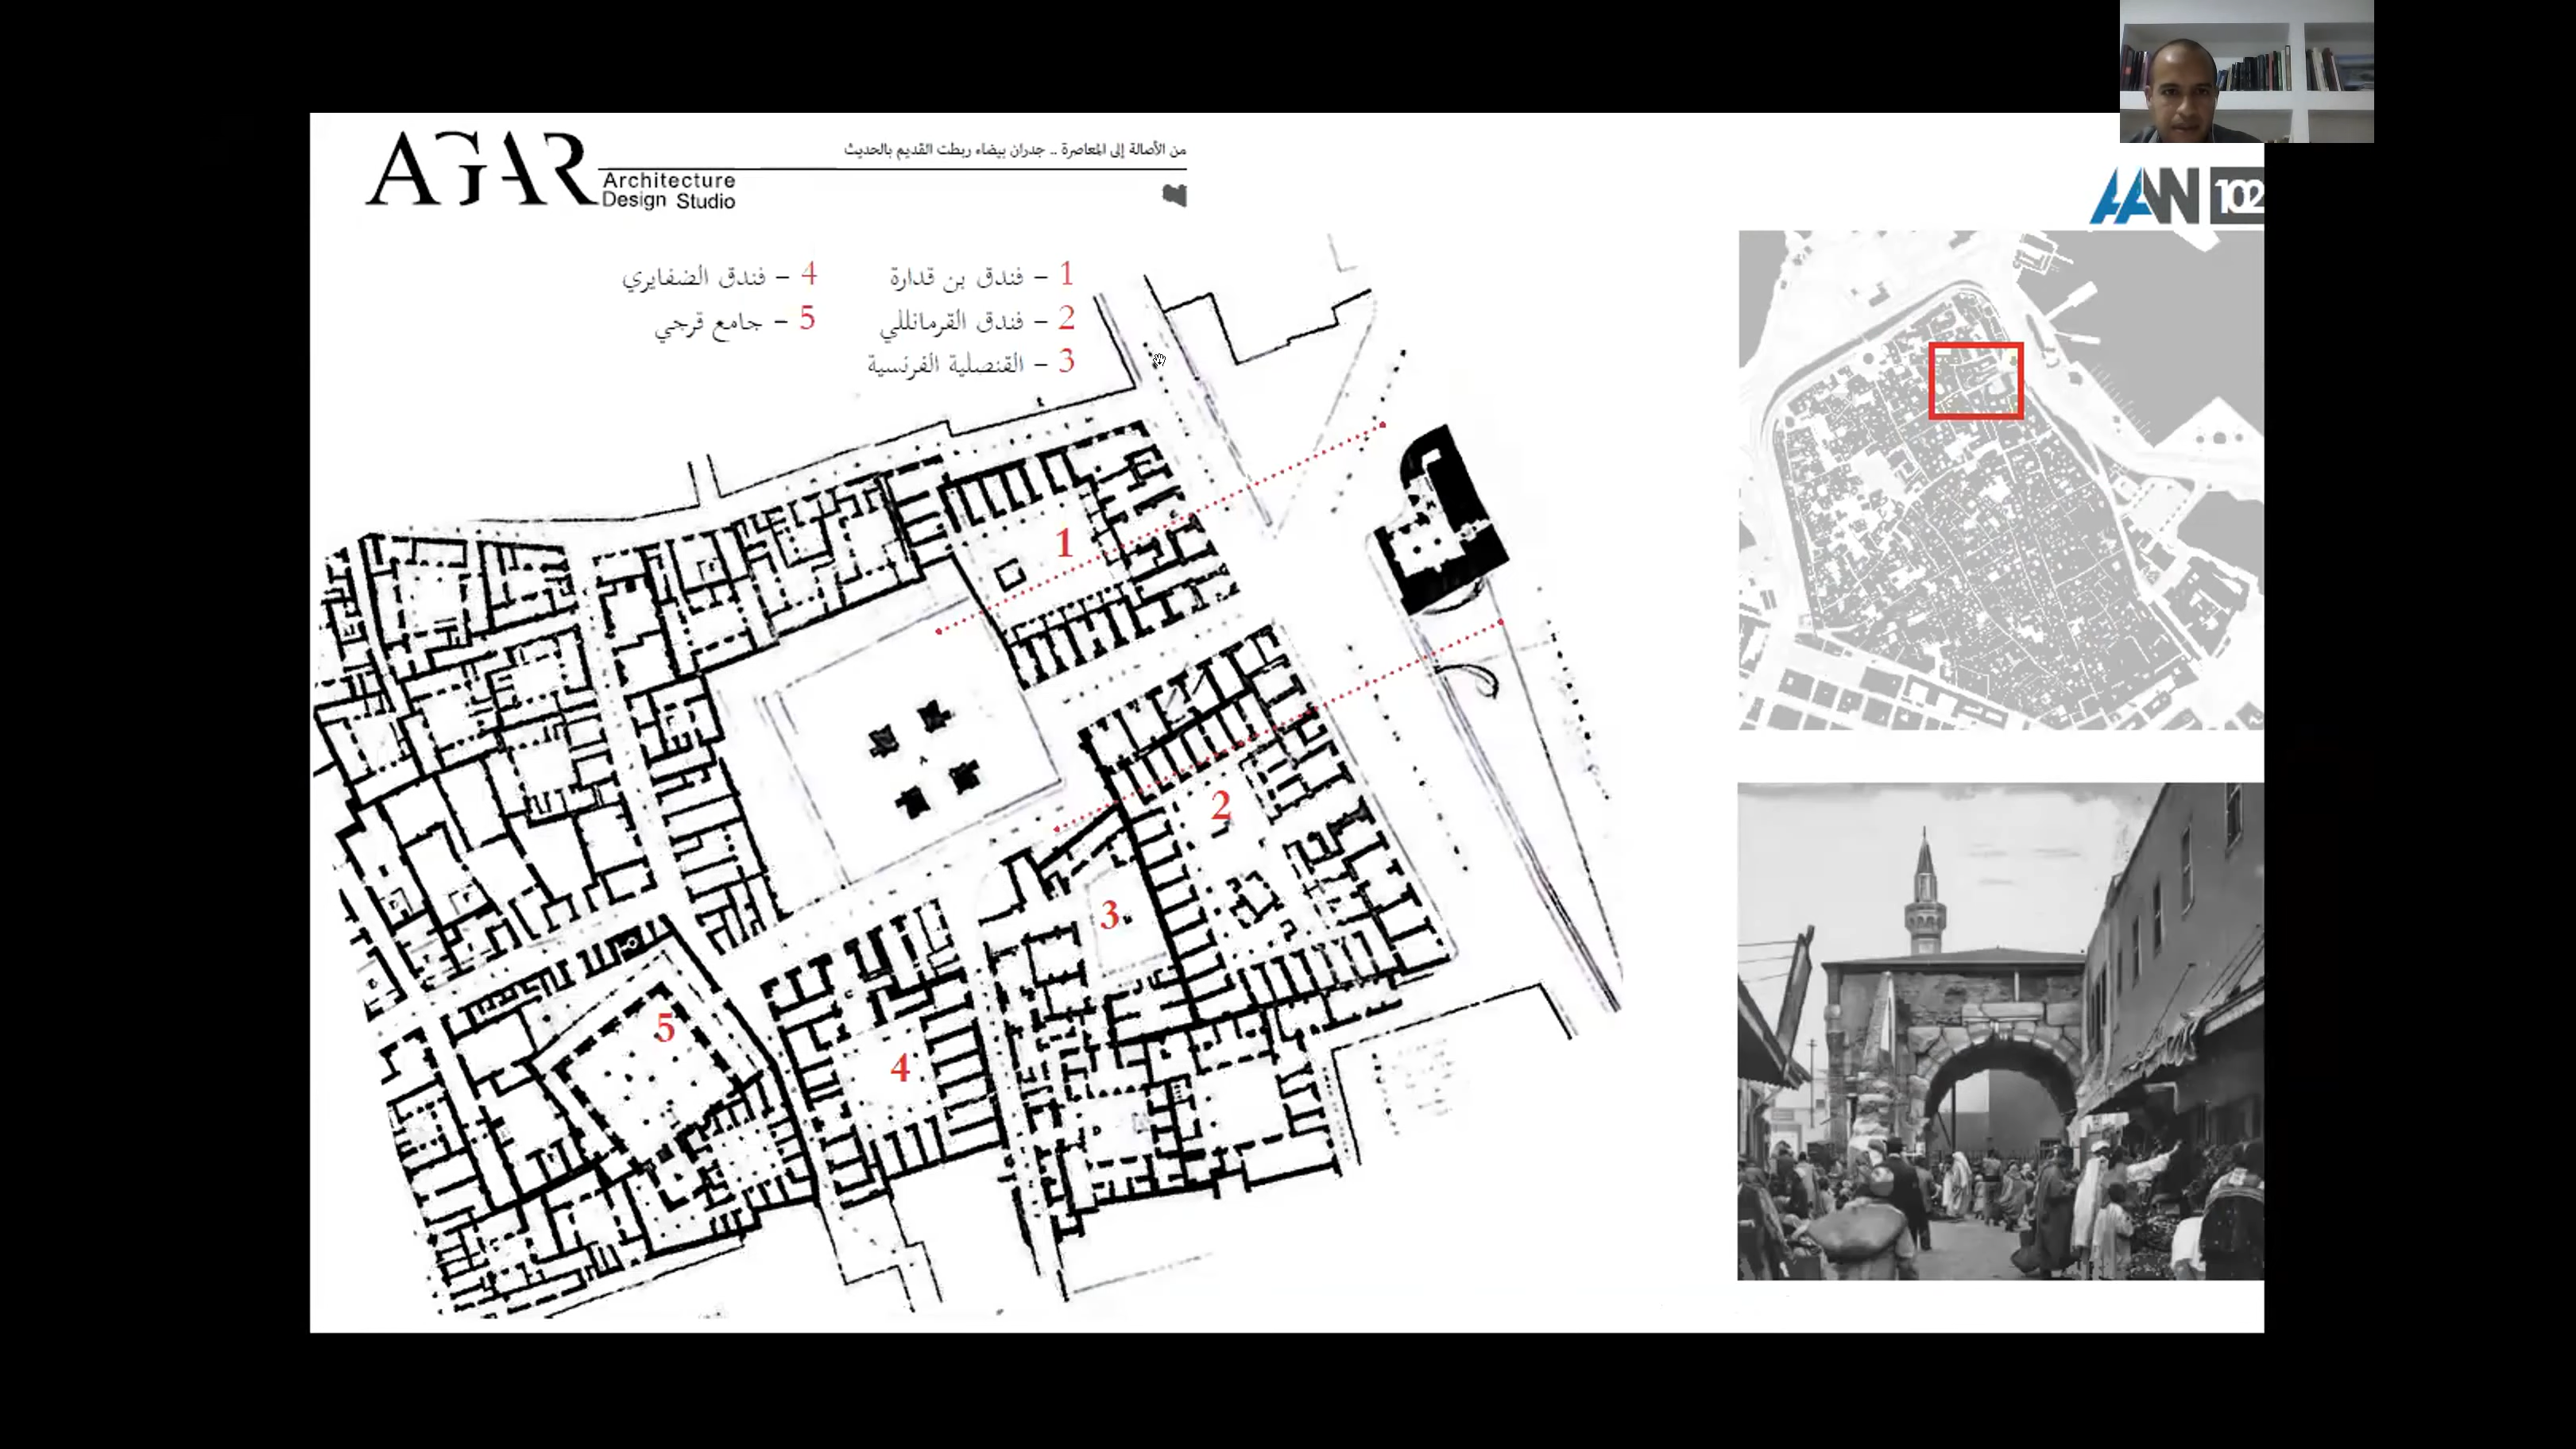 AGAR
Architecture
Design Studio
من الأصالة إلى المعاصرة .. جدران بيضاء ربطت القديم بالحديث
AAN 102
1 – فندق بن قدارة
2 – فندق القرمانللي
3 – القنصلية الفرنسية
4 – فندق الضفايري
5 – جامع قرجي
1
2
3
4
5